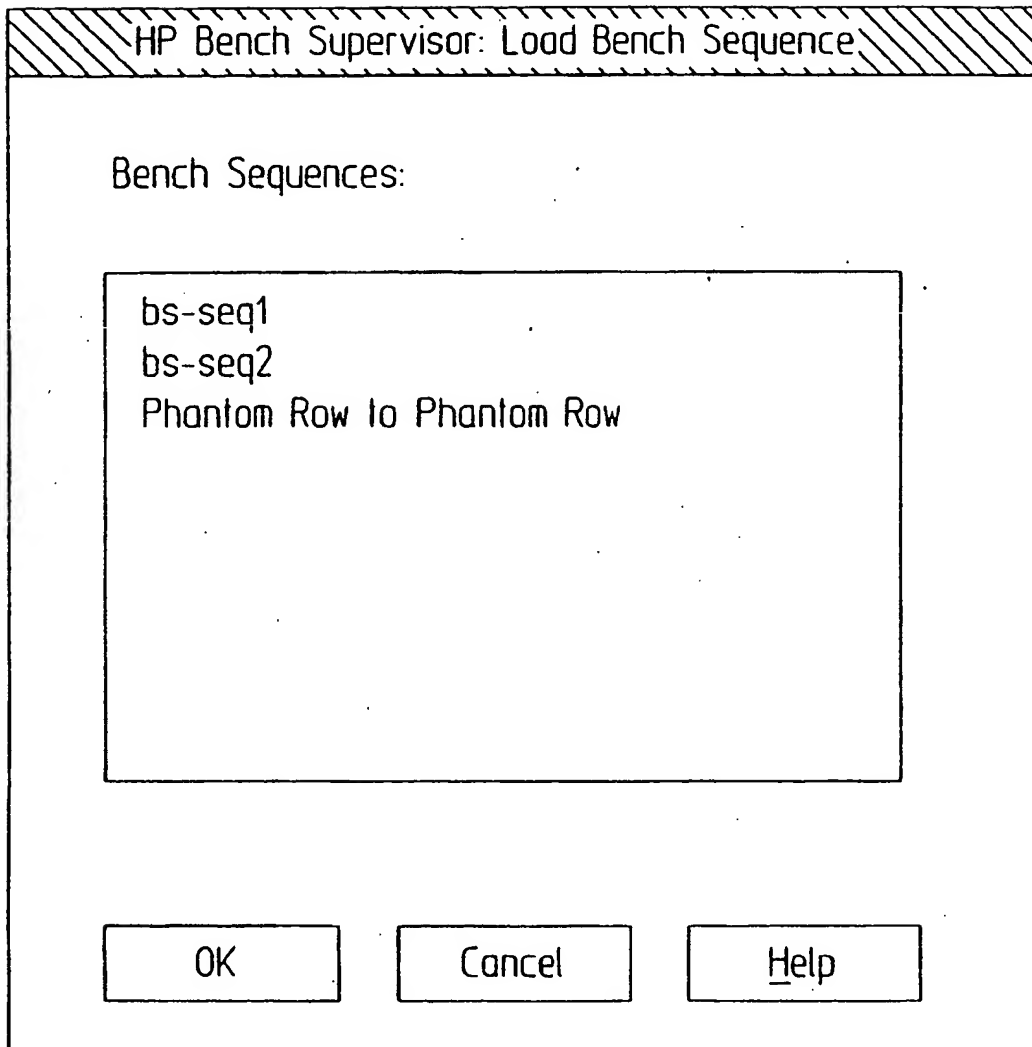 HP Bench Supervisor: Load Bench Sequence
Bench Sequences:
bs-seq1
bs-seq2
Phantom Row to Phantom Row
OK
Cancel
Help